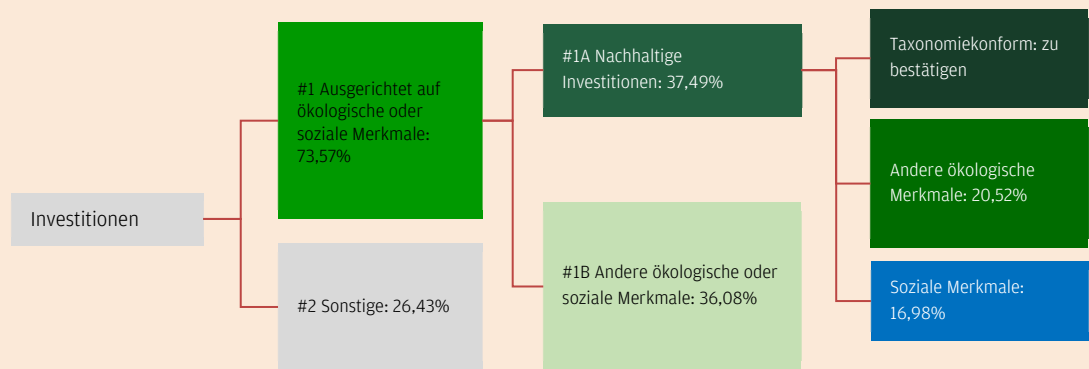 Investitionen
#1 Ausgerichtet auf
ökologische oder
soziale Merkmale:
73,57%
#2 Sonstige: 26,43%
#1A Nachhaltige
Investitionen: 37,49%
#1B Andere ökologische oder
soziale Merkmale: 36,08%
Taxonomiekonform: zu
bestätigen
Andere ökologische
Merkmale: 20,52%
Soziale Merkmale:
16,98%